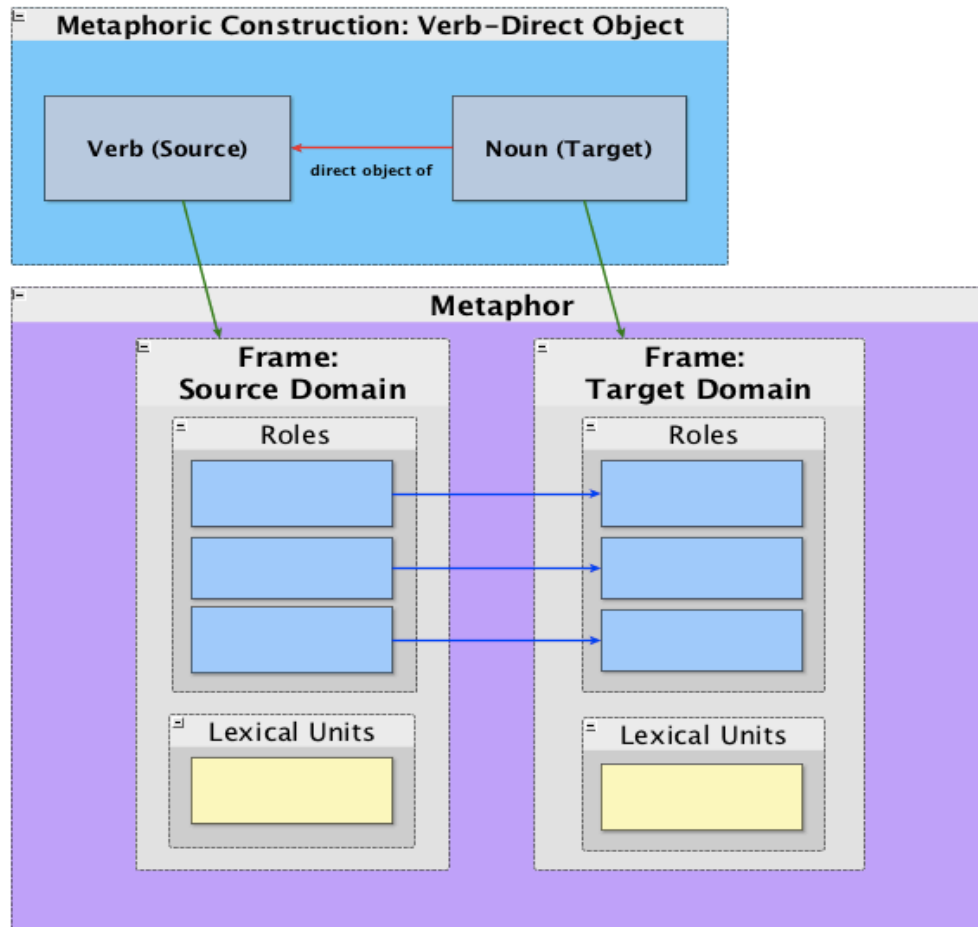 Metaphoric Construction: Verb-Direct Object
Verb (Source)
direct object of
Noun (Target)
Metaphor
Frame:
Source Domain
Roles
Lexical Units
Frame:
Target Domain
Roles
Lexical Units